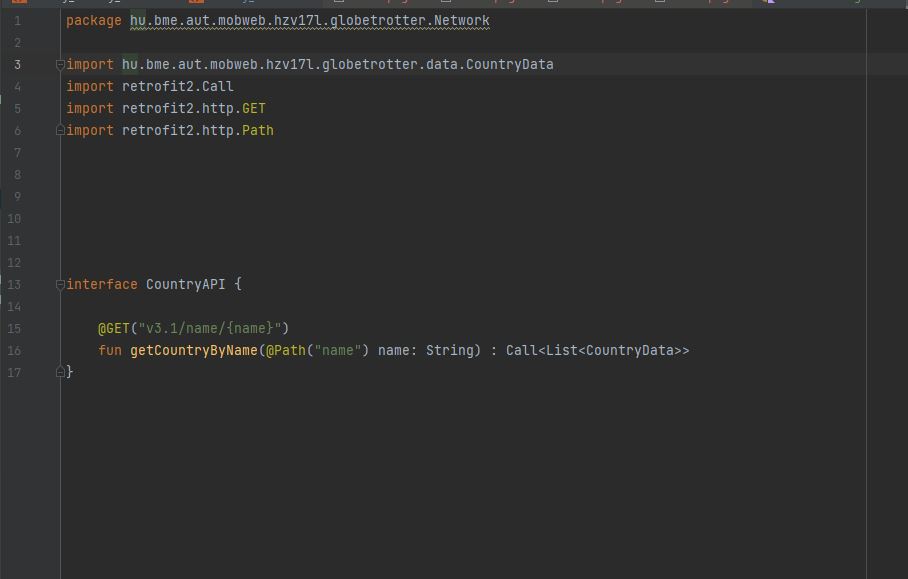 1 package hu.bme.aut.mobweb.hzv17l.globetrotter.Network
2
3 import hu.bme.aut.mobweb.hzv17l.globetrotter.data.CountryData
4 import retrofit2.Call
5 import retrofit2.http.GET
6 import retrofit2.http.Path
7
8
9
10
11
12
13 interface CountryAPI {
14
15 @GET("v3.1/name/{name}")
16 fun getCountryByName(@Path("name") name: String) : Call<List<CountryData>>
17 }